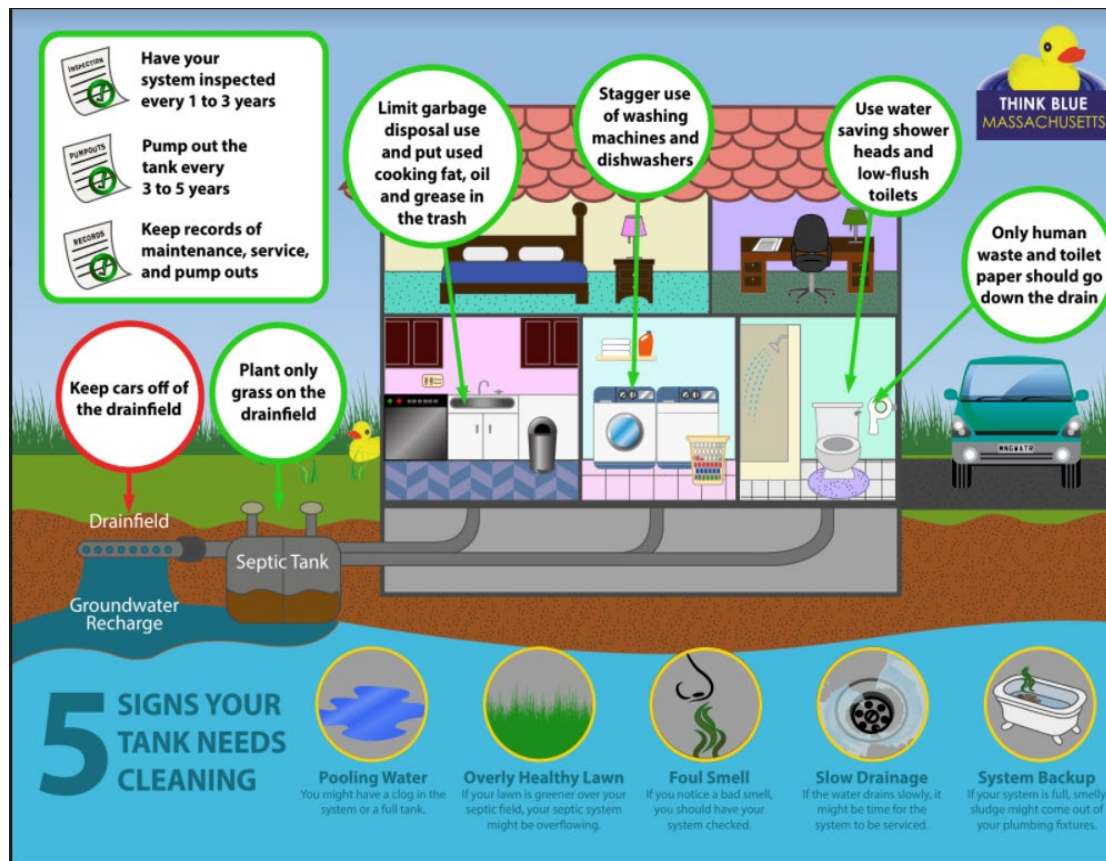 INSPECTION
Have your
system inspected
every 1 to 3 years
PUMPOUTS
Pump out the
tank every
3 to 5 years
RECORDS
Keep records of
maintenance, service,
and pump outs
Limit garbage
disposal use
and put used
cooking fat, oil
and grease in
the trash
Stagger use
of washing
machines and
dishwashers
Use water
saving shower
heads and
low-flush
toilets
THINK BLUE
MASSACHUSETTS
Only human
waste and toilet
paper should go
down the drain
Keep cars off of
the drainfield
Plant only
grass on the
drainfield
MNGWATR
Drainfield
Septic Tank
Groundwater
Recharge
5
SIGNS YOUR
TANK NEEDS
CLEANING
Pooling Water
You might have a clog in the
system or a full tank.
Overly Healthy Lawn
If your lawn is greener over your
septic field, your septic system
might be overflowing.
Foul Smell
If you notice a bad smell,
you should have your
system checked.
Slow Drainage
If the water drains slowly, it
might be time for the
system to be serviced.
System Backup
If your system is full, smelly
sludge might come out of
your plumbing fixtures.